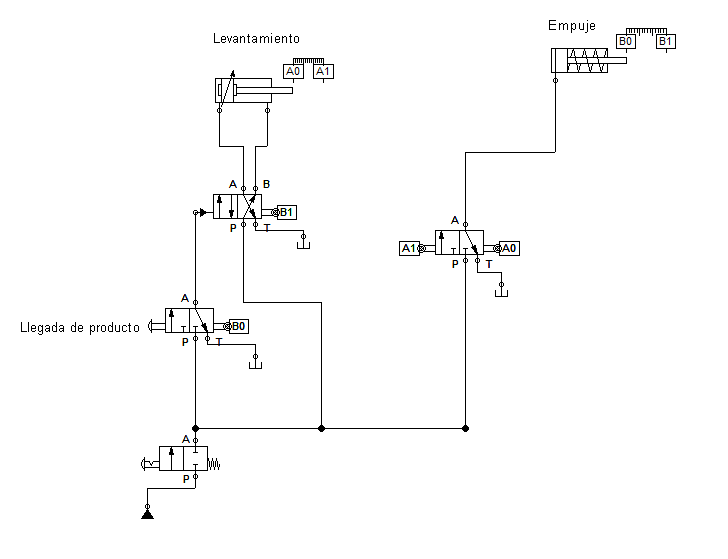 Empuje
Levantamiento
B0 B1
A0 A1
A B
B1
P T
A
A1 A0
P T
A
Llegada de producto
B0
P T
A
P